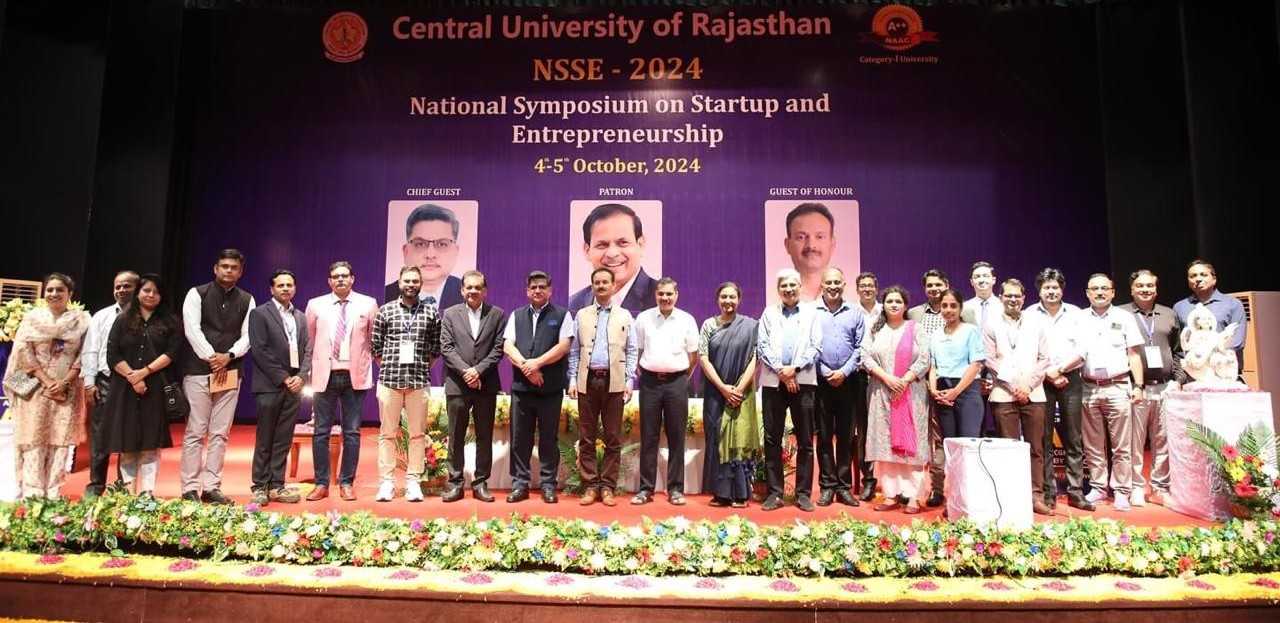 Central University of Rajasthan
A++
NAAC
Category-I University
NSSE - 2024
National Symposium on Startup and
Entrepreneurship
4th-5th October, 2024
CHIEF GUEST
PATRON
GUEST OF HONOUR